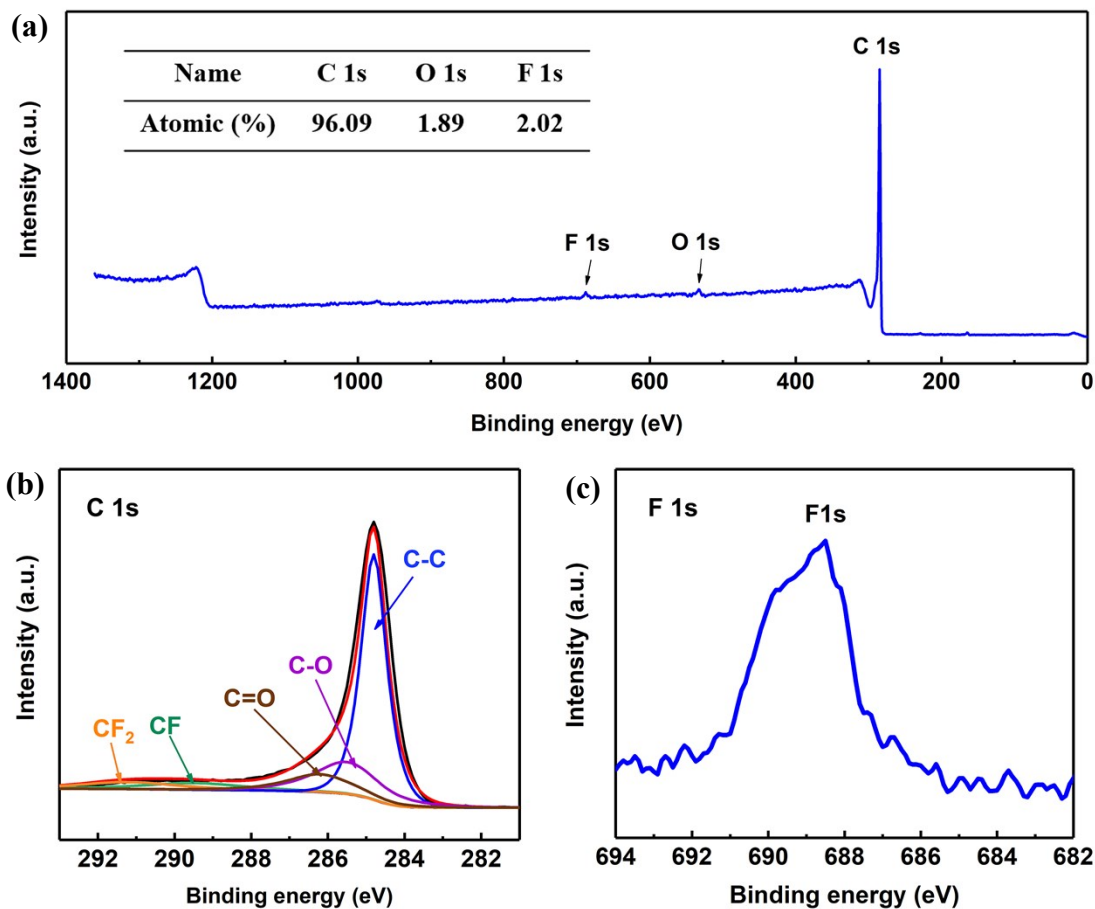 (a)
Name C 1s O 1s F 1s
Atomic (%) 96.09 1.89 2.02
C 1s
F 1s
O 1s
Intensity (a.u.)
1400 1200 1000 800 600 400 200 0
Binding energy (eV)
(b)
C 1s
C-C
C-O
C=O
CF
CF2
Intensity (a.u.)
292 290 288 286 284 282
Binding energy (eV)
(c)
F 1s
F1s
Intensity (a.u.)
694 692 690 688 686 684 682
Binding energy (eV)